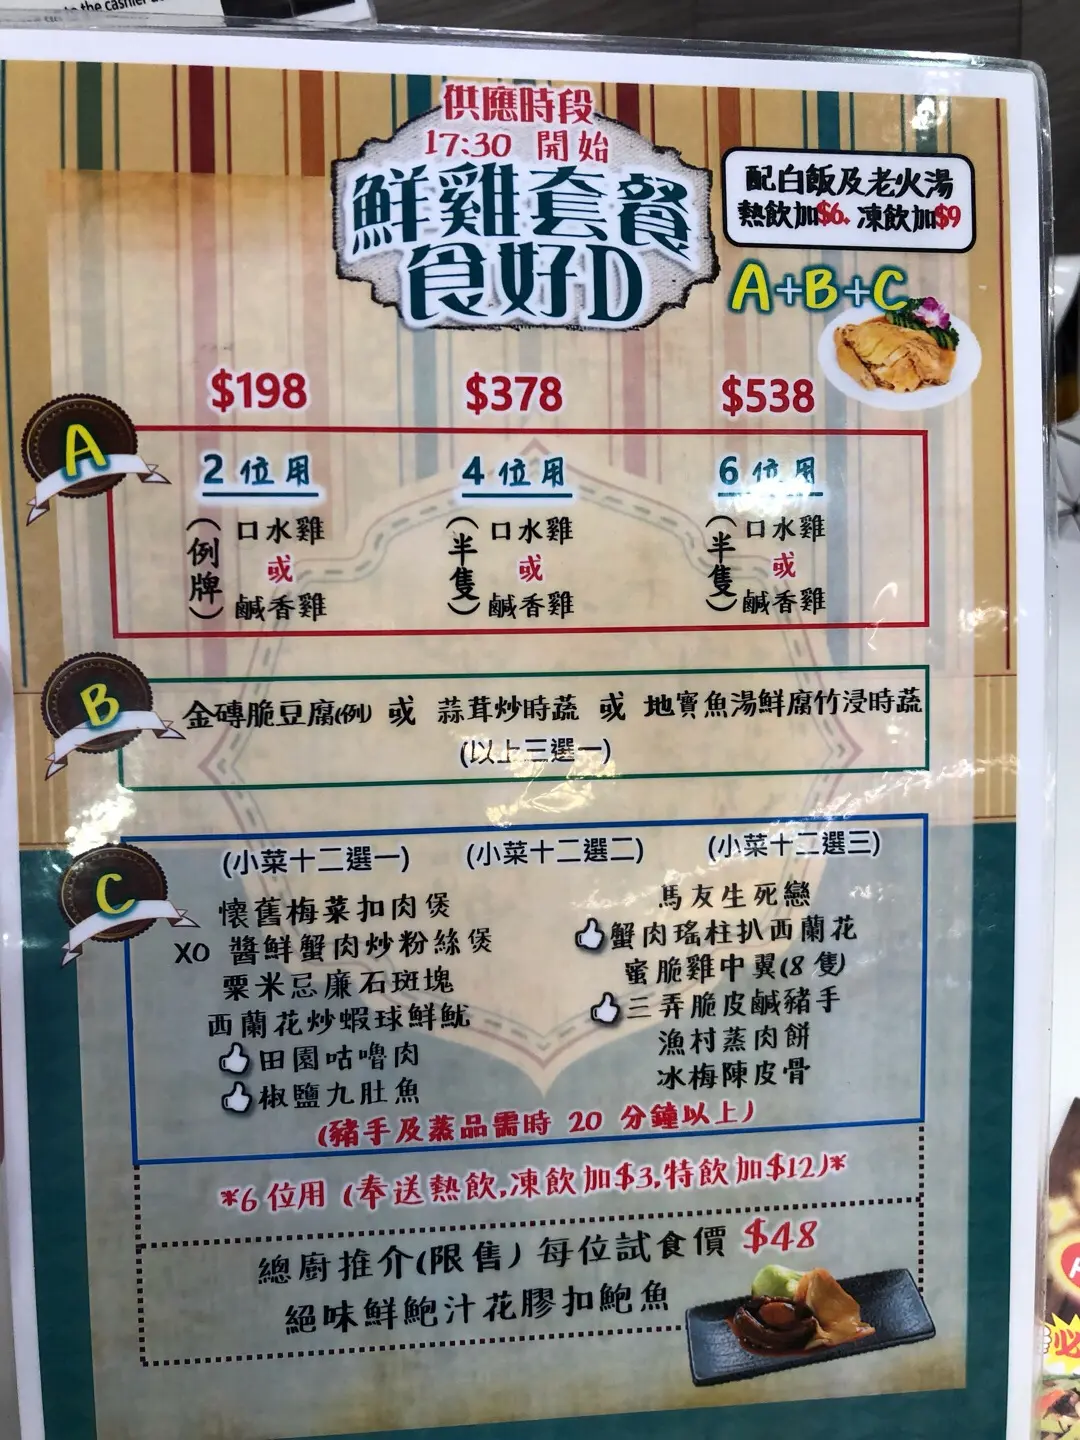 to the cashier
供應時段
17:30 開始
鮮雞套餐
食好D
配白飯及老火湯
熱飲加$6. 凍飲加$9
A+B+C
$198 $378 $538
A
2位用 4位用 6位用
(例牌) 口水雞 或 鹹香雞
(半隻) 口水雞 或 鹹香雞
(半隻) 口水雞 或 鹹香雞
B
金磚脆豆腐(例) 或 蒜茸炒時蔬 或 地寶魚湯鮮腐竹浸時蔬
(以上三選一)
C
(小菜十二選一) (小菜十二選二) (小菜十二選三)
懷舊梅菜扣肉煲
XO 醬鮮蟹肉炒粉絲煲
粟米忌廉石斑塊
西蘭花炒蝦球鮮魷
田園咕嚕肉
椒鹽九肚魚
馬友生死戀
蟹肉瑤柱扒西蘭花
蜜脆雞中翼(8隻)
三弄脆皮鹹豬手
漁村蒸肉餅
冰梅陳皮骨
(豬手及蒸品需時 20 分鐘以上)
*6位用 (奉送熱飲,凍飲加$3,特飲加$12)*
總廚推介(限售) 每位試食價 $48
絕味鮮鮑汁花膠扣鮑魚
必